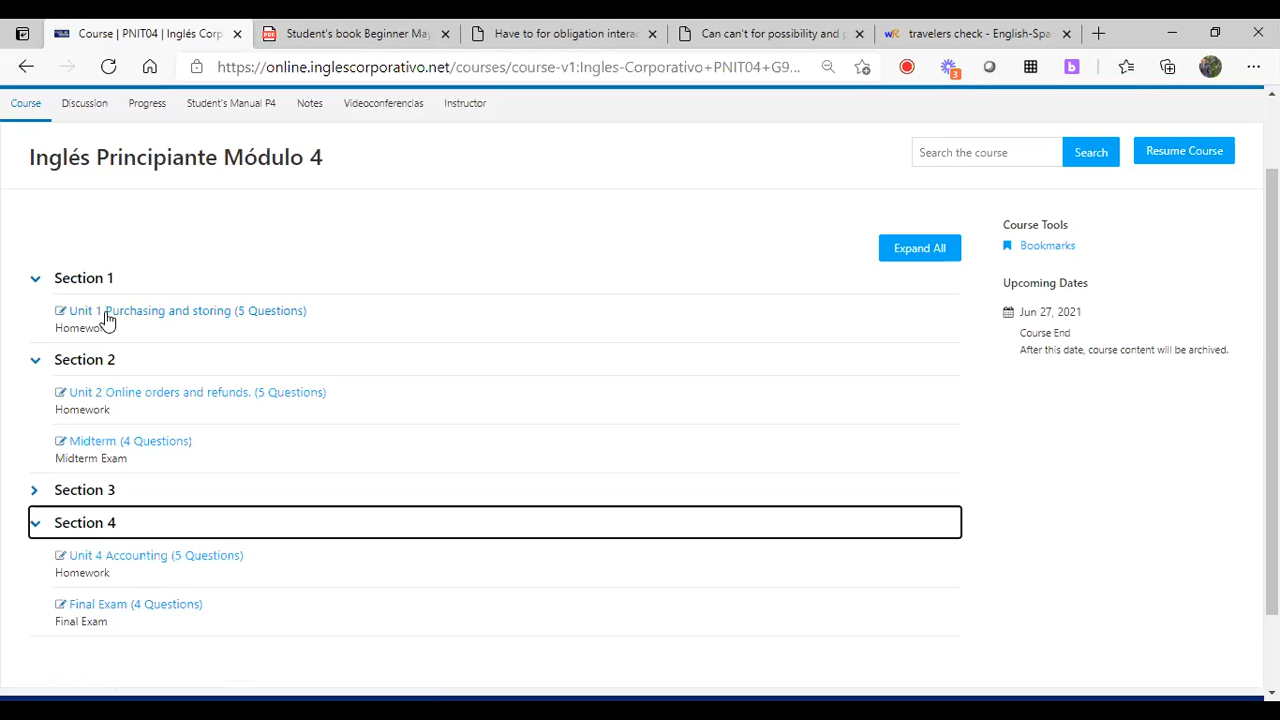 Course | PNIT04 | Inglés Corp
Student's book Beginner May
Have to for obligation intera
Can can't for possibility and p
travelers check - English-Spa
https://online.inglescorporativo.net/courses/course-v1:Ingles-Corporativo+PNIT04+G9...
3
Course
Discussion
Progress
Student's Manual P4
Notes
Videoconferencias
Instructor
Inglés Principiante Módulo 4
Search the course
Search
Resume Course
Expand All
Course Tools
Bookmarks
Upcoming Dates
Jun 27, 2021
Course End
After this date, course content will be archived.
Section 1
Unit 1 Purchasing and storing (5 Questions)
Homework
Section 2
Unit 2 Online orders and refunds. (5 Questions)
Homework
Midterm (4 Questions)
Midterm Exam
Section 3
Section 4
Unit 4 Accounting (5 Questions)
Homework
Final Exam (4 Questions)
Final Exam